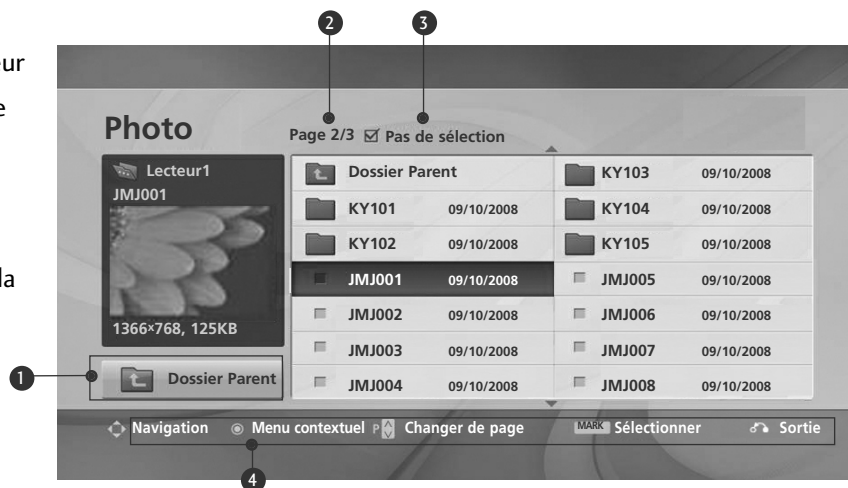 2 3
eur
e
la
Photo
Page 2/3 Pas de sélection
Lecteur1
JMJ001
1366×768, 125KB
1 Dossier Parent
Dossier Parent
KY101 09/10/2008
KY102 09/10/2008
JMJ001 09/10/2008
JMJ002 09/10/2008
JMJ003 09/10/2008
JMJ004 09/10/2008
KY103 09/10/2008
KY104 09/10/2008
KY105 09/10/2008
JMJ005 09/10/2008
JMJ006 09/10/2008
JMJ007 09/10/2008
JMJ008 09/10/2008
Navigation Menu contextuel P Changer de page MARK Sélectionner Sortie
4